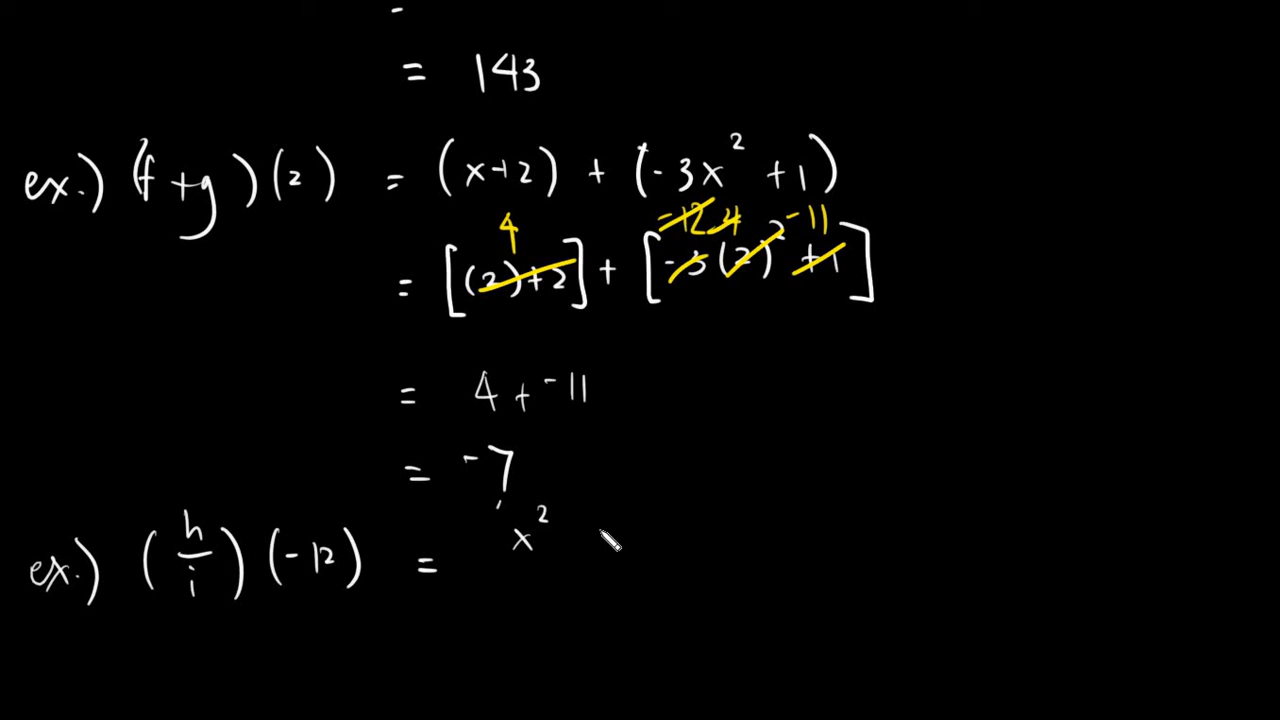 = 143
ex.) (f+g)(2) = (x+2) + (-3x² +1)
4 -12 4 -11
= [(2)+2] + [-3(2)² +1]
= 4 + -11
= -7
ex.) (h/i)(-12) = x²